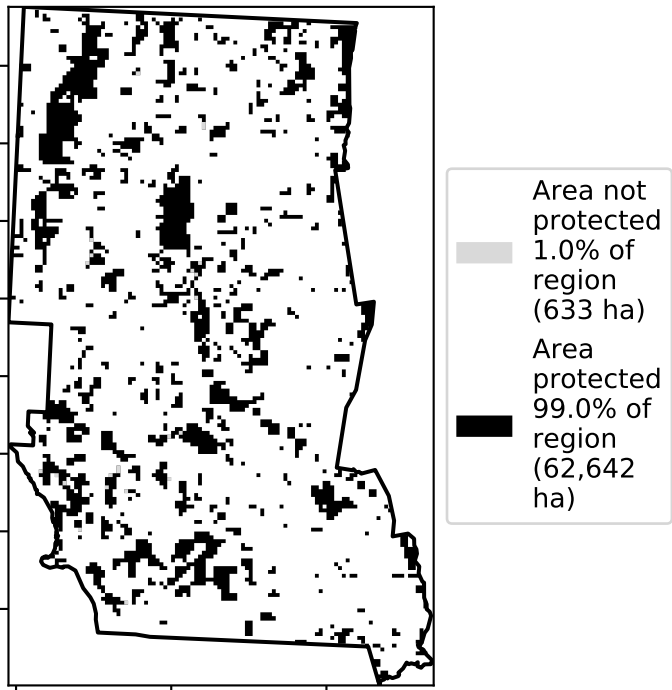 Area not
protected
1.0% of
region
(633 ha)
Area
protected
99.0% of
region
(62,642
ha)